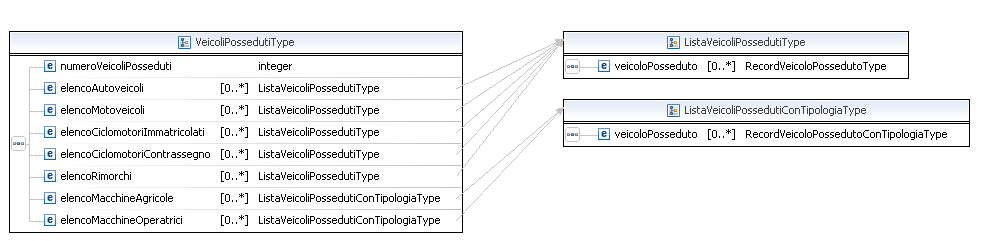 VeicoliPossedutiType
numeroVeicoliPosseduti integer
elencoAutoveicoli [0..*] ListaVeicoliPossedutiType
elencoMotoveicoli [0..*] ListaVeicoliPossedutiType
elencoCiclomotoriImmatricolati [0..*] ListaVeicoliPossedutiType
elencoCiclomotoriContrassegno [0..*] ListaVeicoliPossedutiType
elencoRimorchi [0..*] ListaVeicoliPossedutiType
elencoMacchineAgricole [0..*] ListaVeicoliPossedutiConTipologiaType
elencoMacchineOperatrici [0..*] ListaVeicoliPossedutiConTipologiaType
ListaVeicoliPossedutiType
veicoloPosseduto [0..*] RecordVeicoloPossedutoType
ListaVeicoliPossedutiConTipologiaType
veicoloPosseduto [0..*] RecordVeicoloPossedutoConTipologiaType